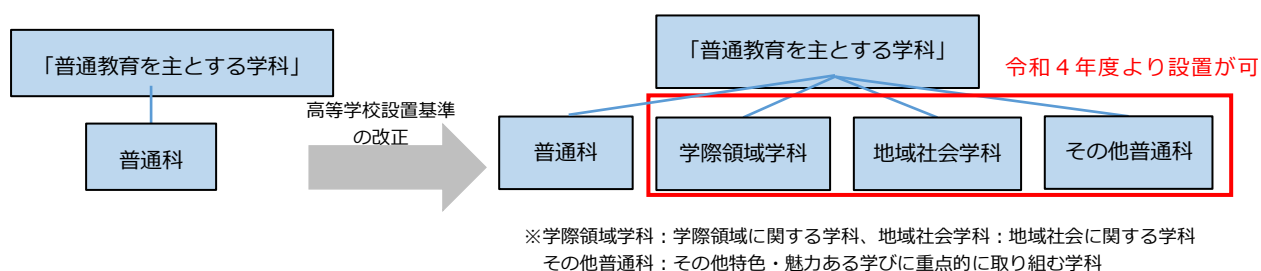 「普通教育を主とする学科」
普通科
高等学校設置基準
の改正
「普通教育を主とする学科」
令和４年度より設置が可
普通科
学際領域学科
地域社会学科
その他普通科
※学際領域学科：学際領域に関する学科、地域社会学科：地域社会に関する学科
その他普通科：その他特色・魅力ある学びに重点的に取り組む学科